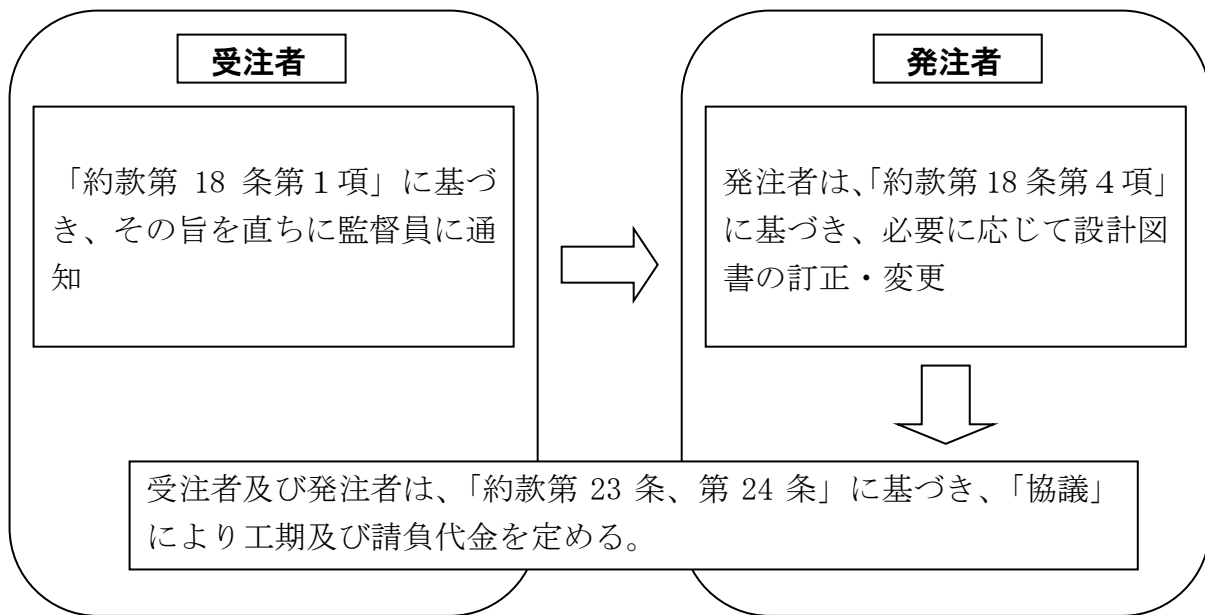 受注者
「約款第 18 条第１項」に基づ
き、その旨を直ちに監督員に通
知
発注者
発注者は、「約款第 18 条第４項」
に基づき、必要に応じて設計図
書の訂正・変更
受注者及び発注者は、「約款第 23 条、第 24 条」に基づき、「協議」
により工期及び請負代金を定める。